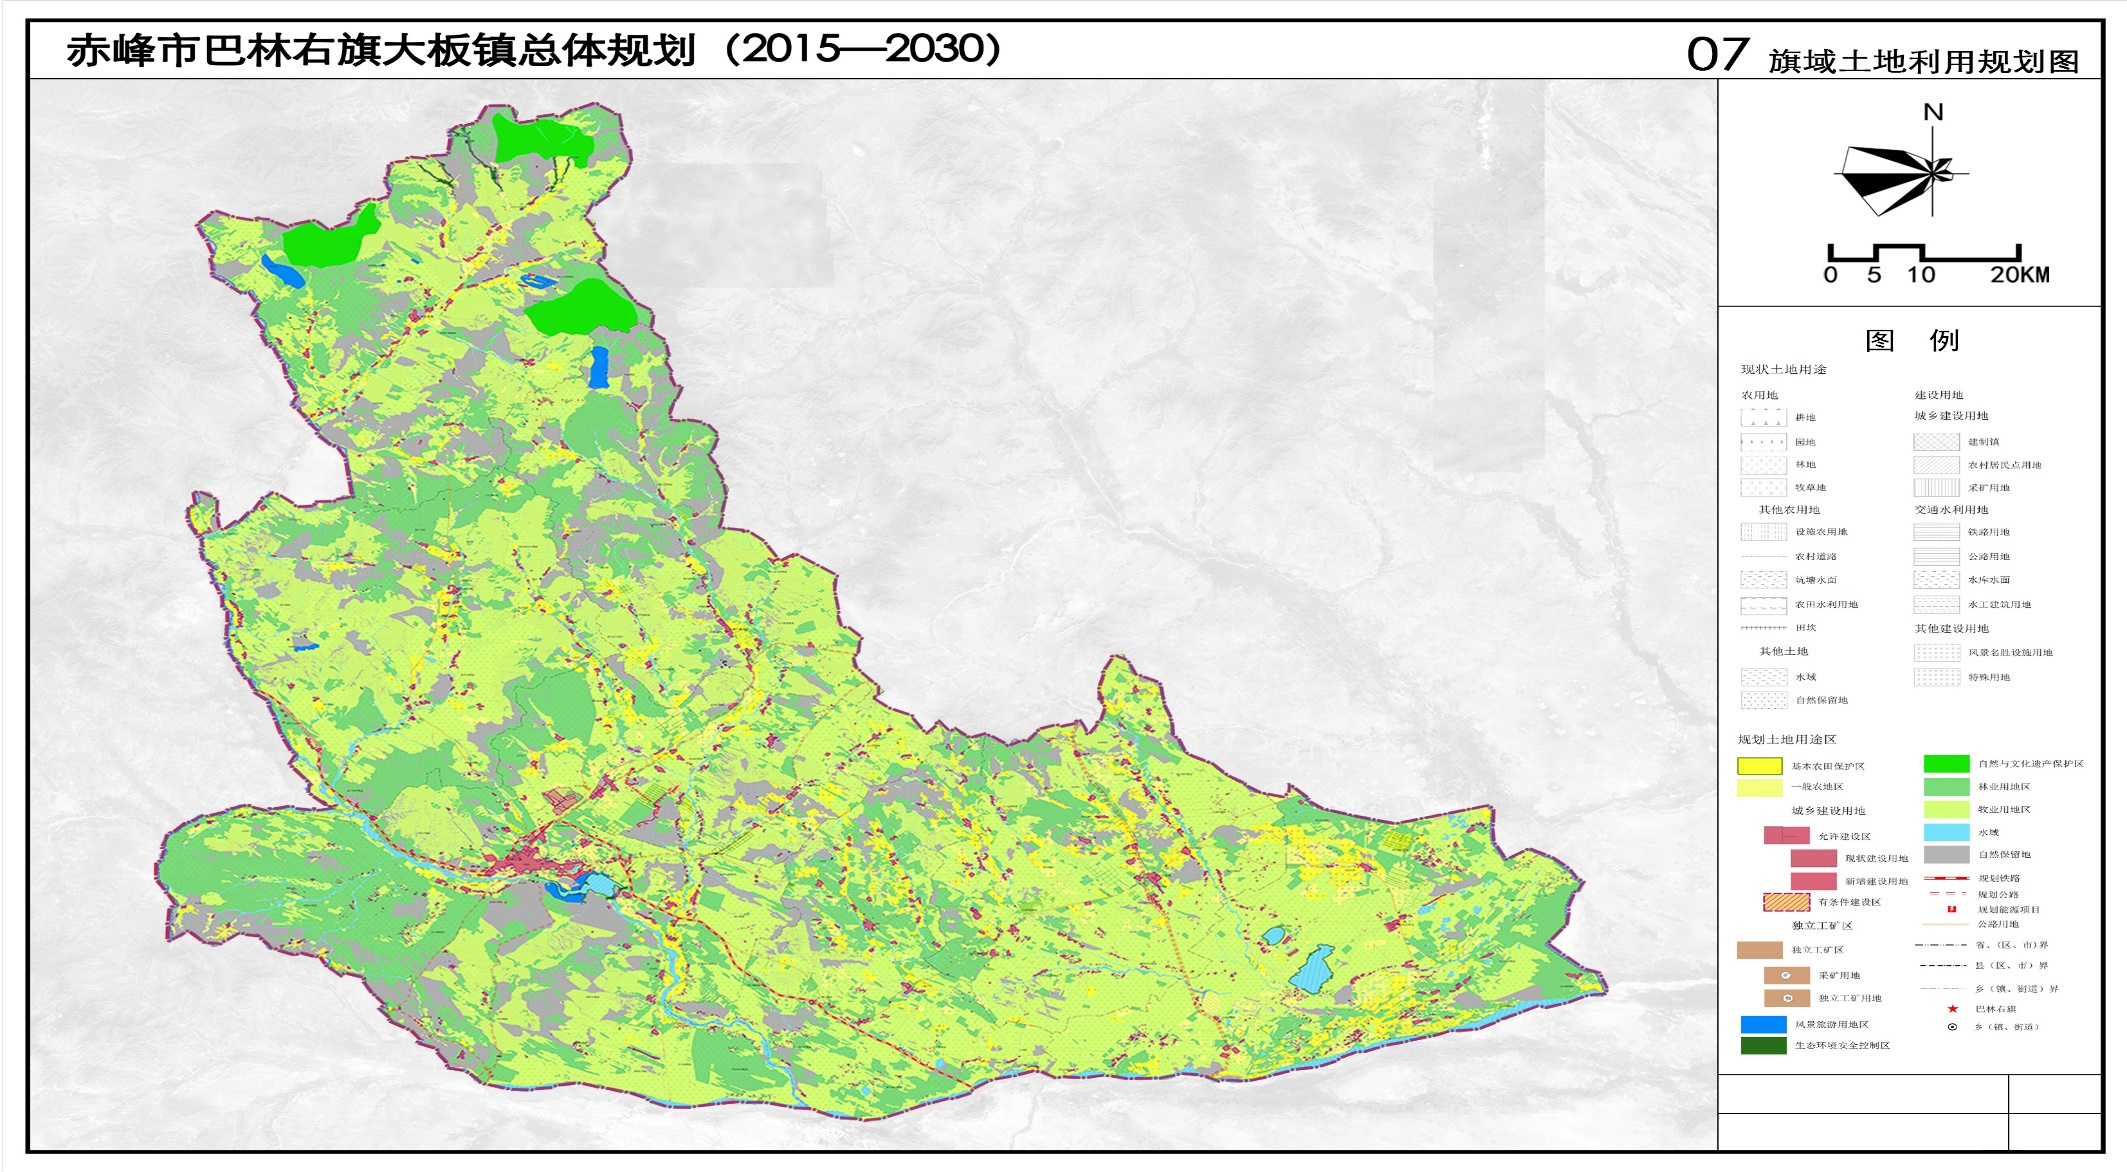 赤峰市巴林右旗大板镇总体规划（2015—2030）
07 旗域土地利用规划图
N
0 5 10 20KM
图 例
现状土地用途
农用地
耕地
园地
林地
牧草地
其他农用地
设施农用地
农村道路
坑塘水面
农田水利用地
田坎
其他土地
水域
自然保留地
建设用地
城乡建设用地
建制镇
农村居民点用地
采矿用地
交通水利用地
铁路用地
公路用地
水库水面
水工建筑用地
其他建设用地
风景名胜设施用地
特殊用地
规划土地用途区
基本农田保护区
一般农地区
城乡建设用地
允许建设区
现状建设用地
新增建设用地
有条件建设区
独立工矿区
独立工矿区
采矿用地
独立工矿用地
风景旅游用地区
生态环境安全控制区
自然与文化遗产保护区
林业用地区
牧业用地区
水域
自然保留地
规划铁路
规划公路
规划能源项目
公路用地
省、（区、市）界
县（区、市）界
乡（镇、街道）界
巴林右旗
乡（镇、街道）